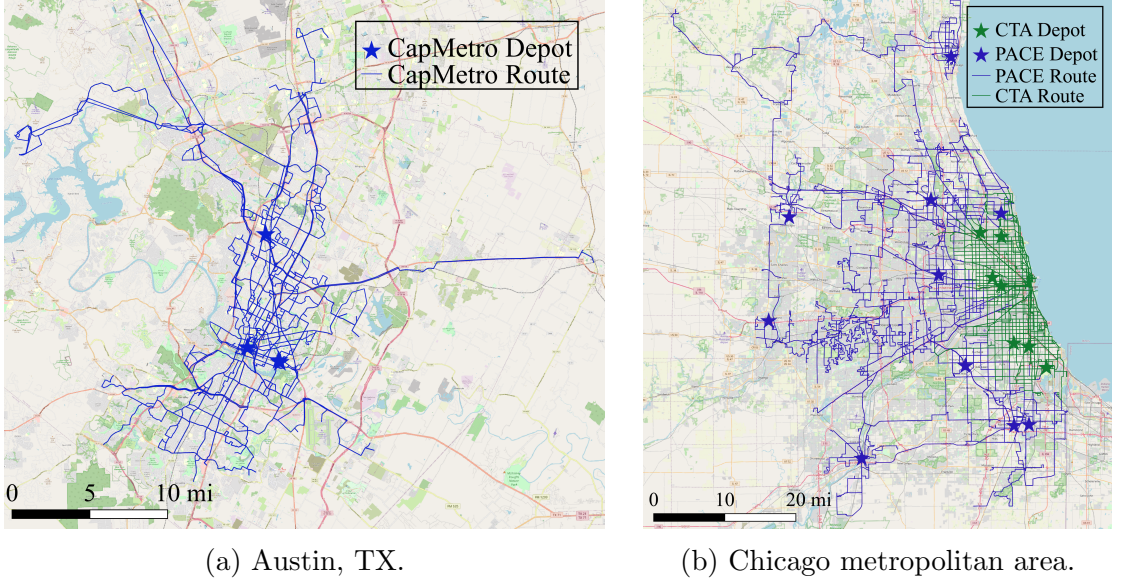 CapMetro Depot
CapMetro Route
0 5 10 mi
CTA Depot
PACE Depot
PACE Route
CTA Route
0 10 20 mi
(a) Austin, TX.
(b) Chicago metropolitan area.